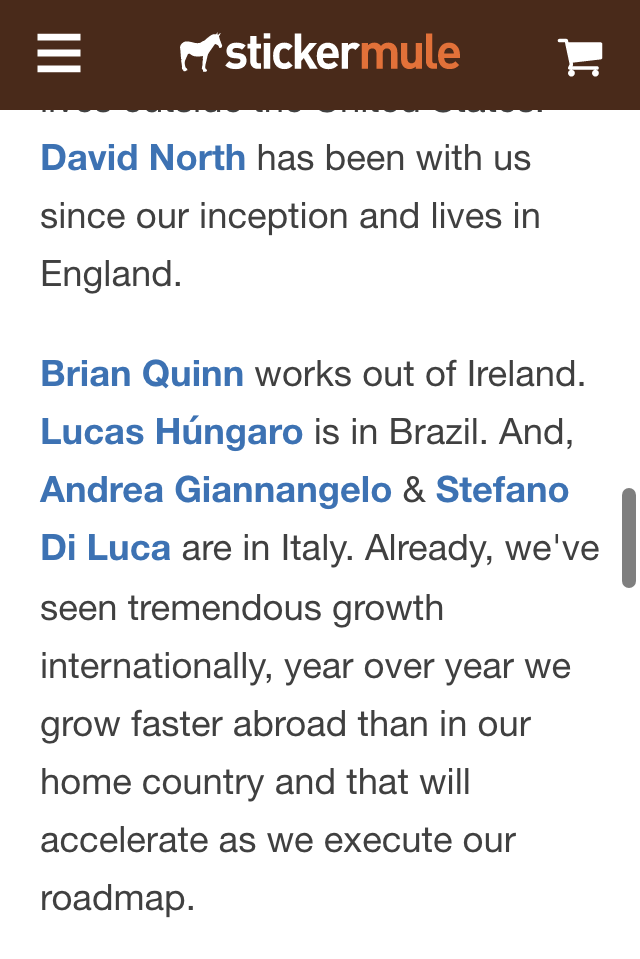 stickermule
David North has been with us
since our inception and lives in
England.
Brian Quinn works out of Ireland.
Lucas Húngaro is in Brazil. And,
Andrea Giannangelo & Stefano
Di Luca are in Italy. Already, we've
seen tremendous growth
internationally, year over year we
grow faster abroad than in our
home country and that will
accelerate as we execute our
roadmap.